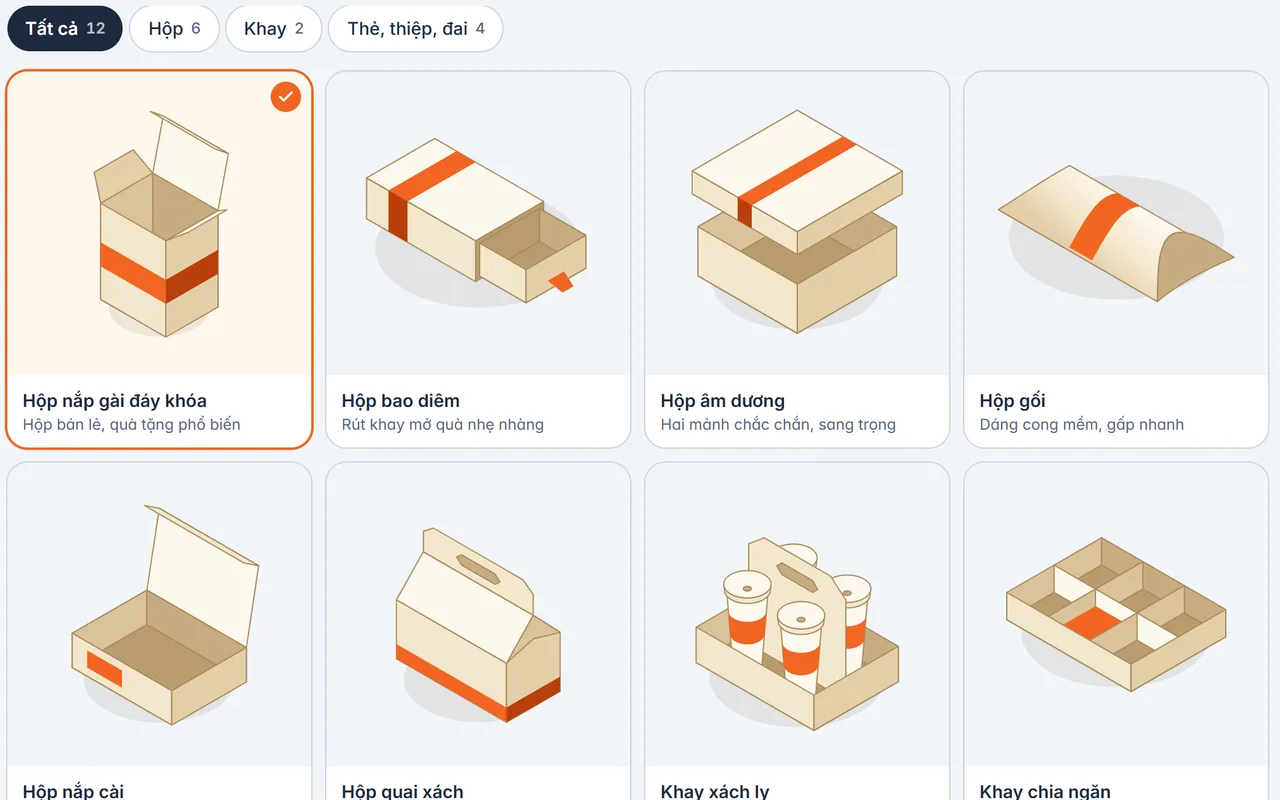 Tất cả 12 Hộp 6 Khay 2 Thẻ, thiệp, đai 4
Hộp nắp gài đáy khóa
Hộp bán lẻ, quà tặng phổ biến
Hộp bao diêm
Rút khay mở quà nhẹ nhàng
Hộp âm dương
Hai mảnh chắc chắn, sang trọng
Hộp gối
Dáng cong mềm, gấp nhanh
Hộp nắp cài
Hộp quai xách
Khay xách ly
Khay chia ngăn